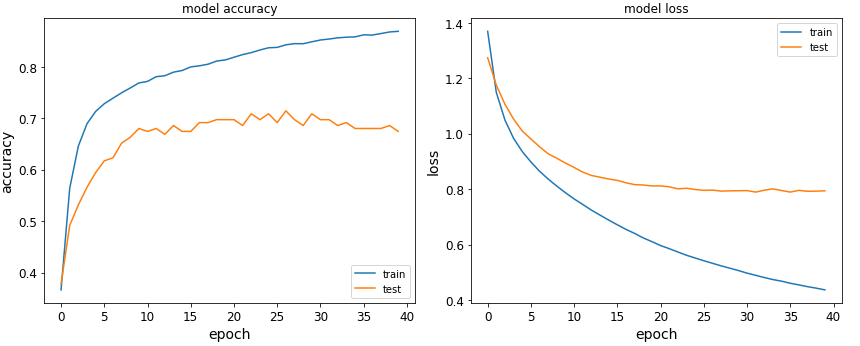 model accuracy
accuracy
0.8
0.7
0.6
0.5
0.4
0 5 10 15 20 25 30 35 40
epoch
train
test
model loss
loss
1.4
1.2
1.0
0.8
0.6
0.4
0 5 10 15 20 25 30 35 40
epoch
train
test